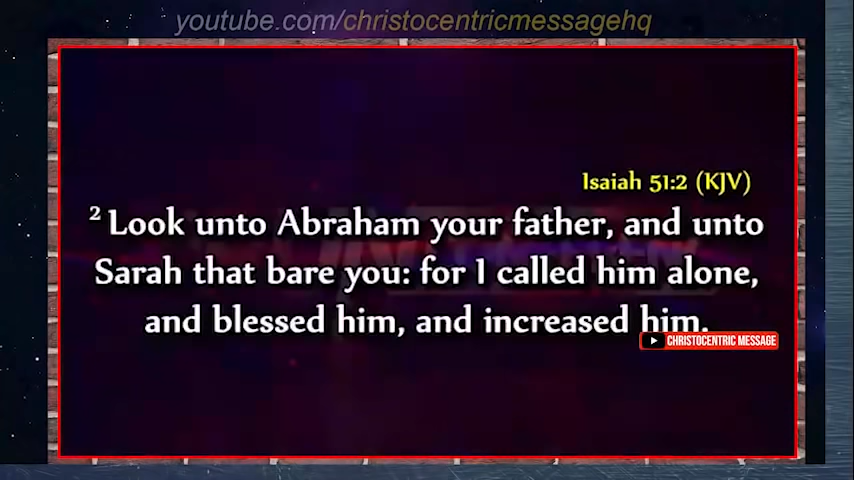 youtube.com/christocentricmessagehq
Isaiah 51:2 (KJV)
2 Look unto Abraham your father, and unto
Sarah that bare you: for I called him alone,
and blessed him, and increased him.
CHRISTOCENTRIC MESSAGE